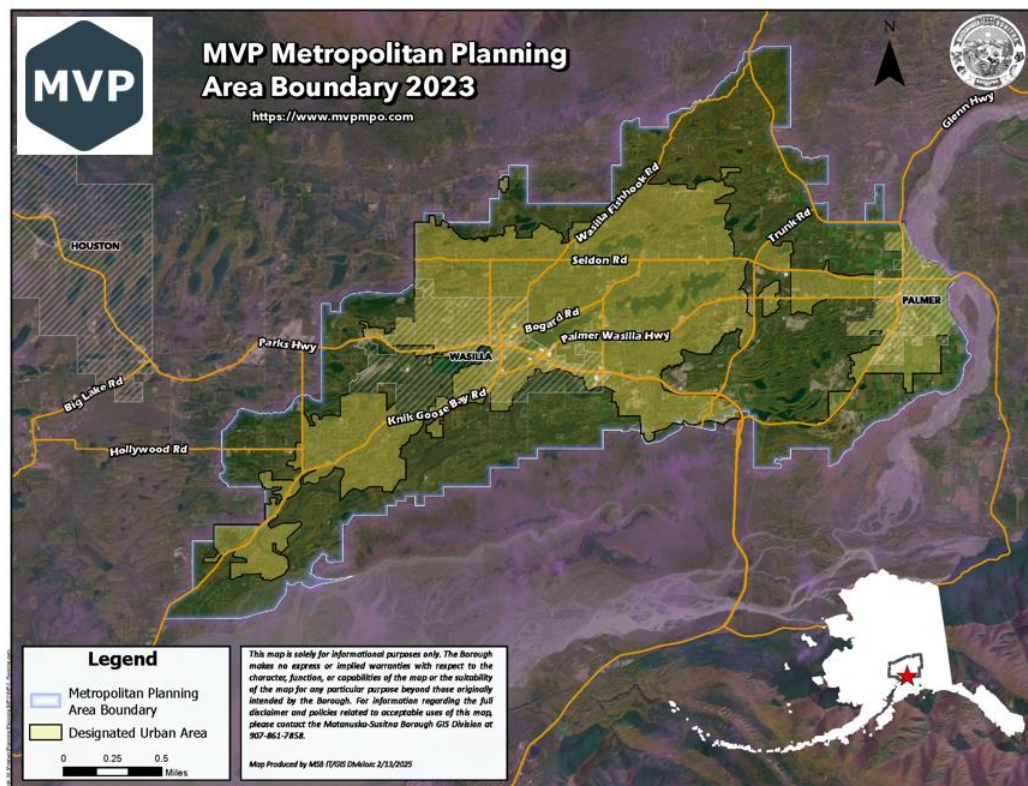 MVP
MVP Metropolitan Planning
Area Boundary 2023
https://www.mvpmpo.com
N
Glenn Hwy
Wasilla Fishhook Rd
Trunk Rd
HOUSTON
Seldon Rd
PALMER
Bogard Rd
Palmer Wasilla Hwy
Parks Hwy
WASILLA
Big Lake Rd
Knik Goose Bay Rd
Hollywood Rd
Legend
Metropolitan Planning
Area Boundary
Designated Urban Area
0 0.25 0.5
Miles
This map is solely for informational purposes only. The Borough
makes no express or implied warranties with respect to the
character, function, or capabilities of the map or the suitability
of the map for any particular purpose beyond those originally
intended by the Borough. For information regarding the full
disclaimer and policies related to acceptable uses of this map,
please contact the Matanuska-Susitna Borough GIS Division at
907-861-7858.
Map Produced by MSB IT/GIS Division: 2/13/2025